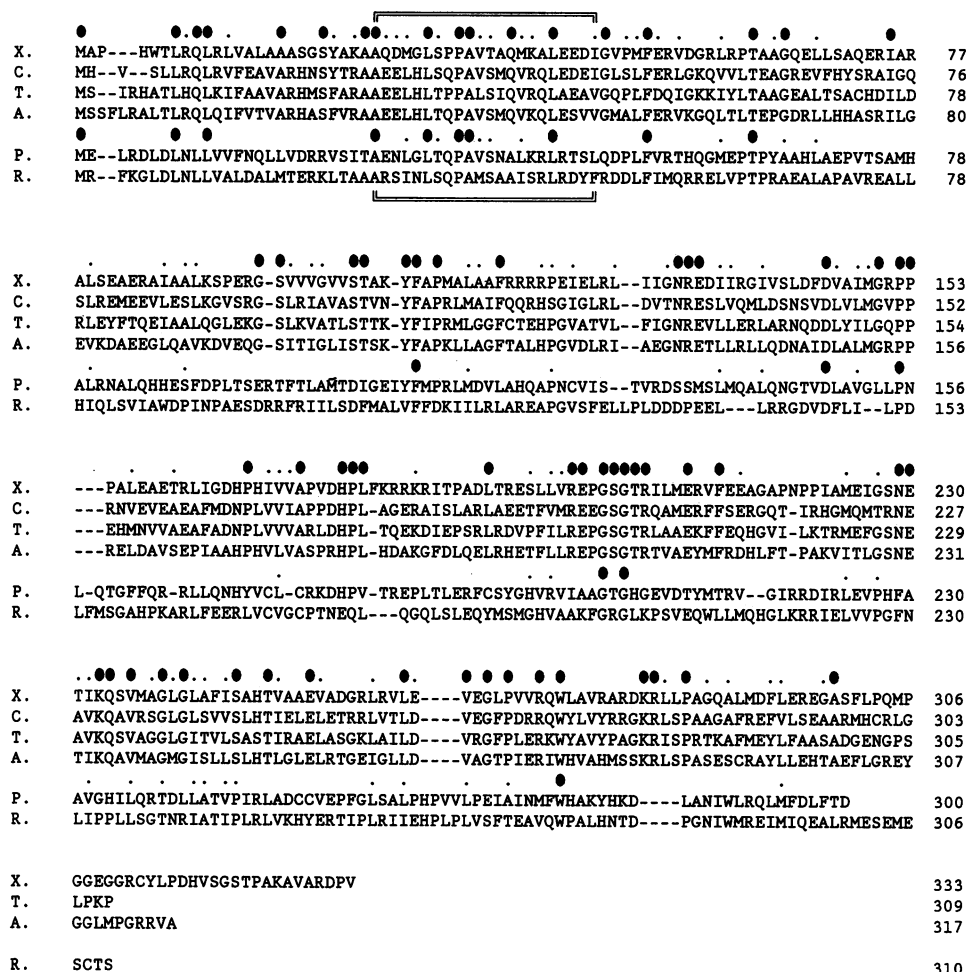 X. MAP---HWTLRQLRLVALAAASGSYAKAAQDMGLSPPAVTAQMKALEEDIGVPMFERVDGRLRPTAAGQELLSAQERIAR 77
C. MH--V-SLLRQLRVFEAVARHNSYTRAAEELHLSQPAVSMQVRQLEDEIGLSLFERLGKQVVLTEAGREVFHYSRAIGQ 76
T. MS--IRHATLHQLKIFAAVARHMSFARAAEELHLTPPALSIQVRQLAEAVGQPLFDQIGKKIYLTAAGEALTSACHDILD 78
A. MSSFLRALTLRQLQIFVTVARHASFVRAAEELHLTQPAVSMQVKQLESVVGMALFERVKGQLTLTEPGDRLLHHASRILG 80
P. ME--LRDLDLNLLVVFNQLLVDRRVSITAENLGLTQPAVSNALKRLRTSLQDPLFVRTHQGMEPTPYAAHLAEPVTSAMH 78
R. MR--FKGLDLNLLVALDALMTERKLTAAARSINLSQPAMSAAISRLRDYFRDDLFIMQRRELVPTPRAEALAPAVREALL 78
X. ALSEAERAIAALKSPERG-SVVVGVVSTAK-YFAPMALAAFRRRRPEIELRL--IIGNREDIIRGIVSLDFDVAIMGRPP 153
C. SLREMEEVLESLKGVSRG-SLRIAVASTVN-YFAPRLMAIFQQRHSGIGLRL--DVTNRESLVQMLDSNSVDLVLMGVPP 152
T. RLEYFTQEIAALQGLEKG-SLKVATLSTTK-YFIPRMLGGFCTEHPGVATVL--FIGNREVLLERLARNQDDLYILGQPP 154
A. EVKDAEEGLQAVKDVEQG-SITIGLISTSK-YFAPKLLAGFTALHPGVDLRI--AEGNRETLLRLLQDNAIDLALMGRPP 156
P. ALRNALQHHESFDPLTSERTFTLAMTDIGEIYFMPRLMDVLAHQAPNCVIS--TVRDSSMSLMQALQNGTVDLAVGLLPN 156
R. HIQLSVIAWDPINPAESDRRFRIILSDFMALVFFDKIILRLAREAPGVSFELLPLDDDPEEL---LRRGDVDFLI--LPD 153
X. ---PALEAETRLIGDHPHIVVAPVDHPLFKRRKRITPADLTRESLLVREPGSGTRILMERVFEEAGAPNPPIAMEIGSNE 230
C. ---RNVEVEAEAFMDNPLVVIAPPDHPL-AGERAISLARLAEETFVMREEGSGTRQAMERFFSERGQT-IRHGMQMTRNE 227
T. ---EHMNVVAEAFADNPLVVVARLDHPL-TQEKDIEPSRLRDVPFILREPGSGTRLAAEKFFEQHGVI-LKTRMEFGSNE 229
A. ---RELDAVSEPIAAHPHVLVASPRHPL-HDAKGFDLQELRHETFLLREPGSGTRTVAEYMFRDHLFT-PAKVITLGSNE 231
P. L-QTGFFQR-RLLQNHYVCL-CRKDHPV-TREPLTLERFCSYGHVRVIAAGTGHGEVDTYMTRV--GIRRDIRLEVPHFA 230
R. LFMSGAHPKARLFEERLVCVGCPTNEQL---QGQLSLEQYMSMGHVAAKFGRGLKPSVEQWLLMQHGLKRRIELVVPGFN 230
X. TIKQSVMAGLGLAFISAHTVAAEVADGRLRVLE----VEGLPVVRQWLAVRARDKRLLPAGQALMDFLEREGASFLPQMP 306
C. AVKQAVRSGLGLSVVSLHTIELELETRRLVTLD----VEGFPDRRQWYLVYRRGKRLSPAAGAFREFVLSEAARMHCRLG 303
T. AVKQSVAGGLGITVLSASTIRAELASGKLAILD----VRGFPLERKWYAVYPAGKRISPRTKAFMEYLFAASADGENGPS 305
A. TIKQAVMAGMGISLLSLHTLGLELRTGEIGLLD----VAGTPIERIWHVAHMSSKRLSPASESCRAYLLEHTAEFLGREY 307
P. AVGHILQRTDLLATVPIRLADCCVEPFGLSALPHPVVLPEIAINMFWHAKYHKD----LANIWLRQLMFDLFTD 300
R. LIPPLLSGTNRIATIPLRLVKHYERTIPLRIIEHPLPLVSFTEAVQWPALHNTD----PGNIWMREIMIQEALRMESEME 306
X. GGEGGRCYLPDHVSGSTPAKAVARDPV 333
T. LPKP 309
A. GGLMPGRRVA 317
R. SCTS 310